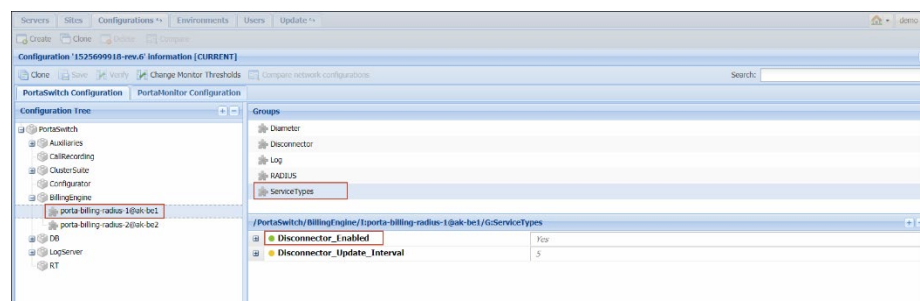 Servers Sites Configurations Environments Users Update demo
Create Clone Delete Compare
Configuration '1525699918-rev.6' information [CURRENT]
Clone Save Verify Change Monitor Thresholds Compare network configurations Search:
PortaSwitch Configuration PortaMonitor Configuration
Configuration Tree
PortaSwitch
Auxiliaries
CallRecording
ClusterSuite
Configurator
BillingEngine
porta-billing-radius-1@ak-be1
porta-billing-radius-2@ak-be2
DB
LogServer
RT
Groups
Diameter
Disconnector
Log
RADIUS
ServiceTypes
/PortaSwitch/BillingEngine/I:porta-billing-radius-1@ak-be1/G:ServiceTypes
Disconnector_Enabled Yes
Disconnector_Update_Interval 5